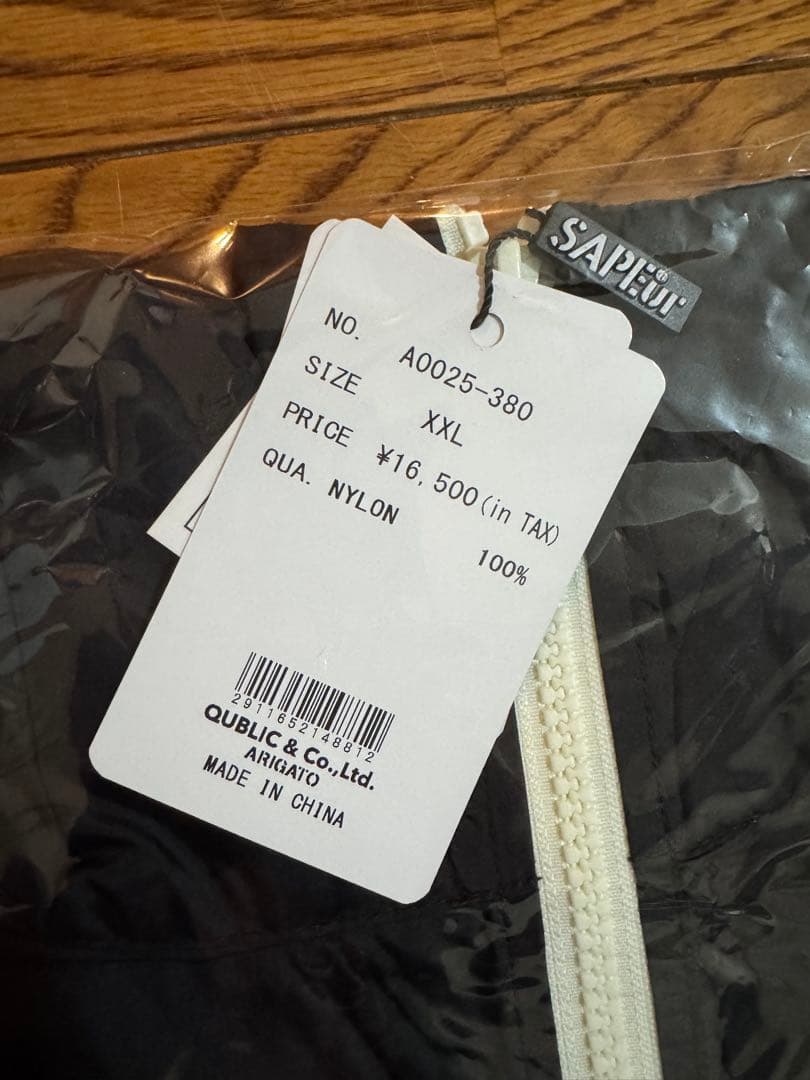 SAPEur
NO. A0025-380
SIZE XXL
PRICE ¥16,500(in TAX)
QUA. NYLON 100%
2911652148812
QUBLIC & Co.,Ltd.
ARIGATO
MADE IN CHINA